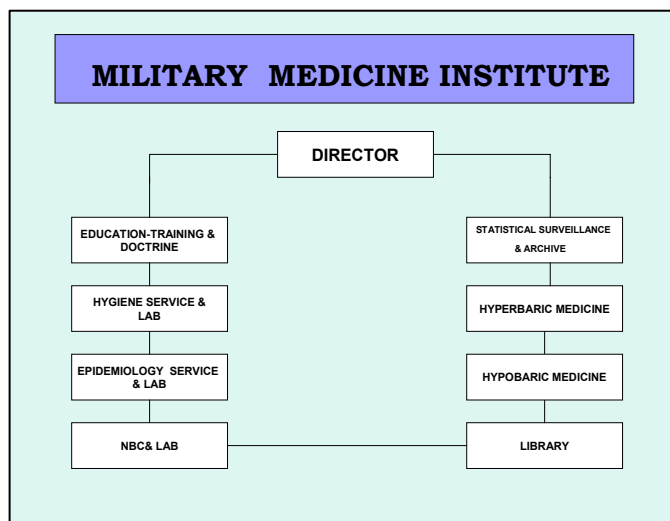 MILITARY MEDICINE INSTITUTE
DIRECTOR
EDUCATION-TRAINING &
DOCTRINE
HYGIENE SERVICE &
LAB
EPIDEMIOLOGY SERVICE
& LAB
NBC& LAB
STATISTICAL SURVEILLANCE
& ARCHIVE
HYPERBARIC MEDICINE
HYPOBARIC MEDICINE
LIBRARY